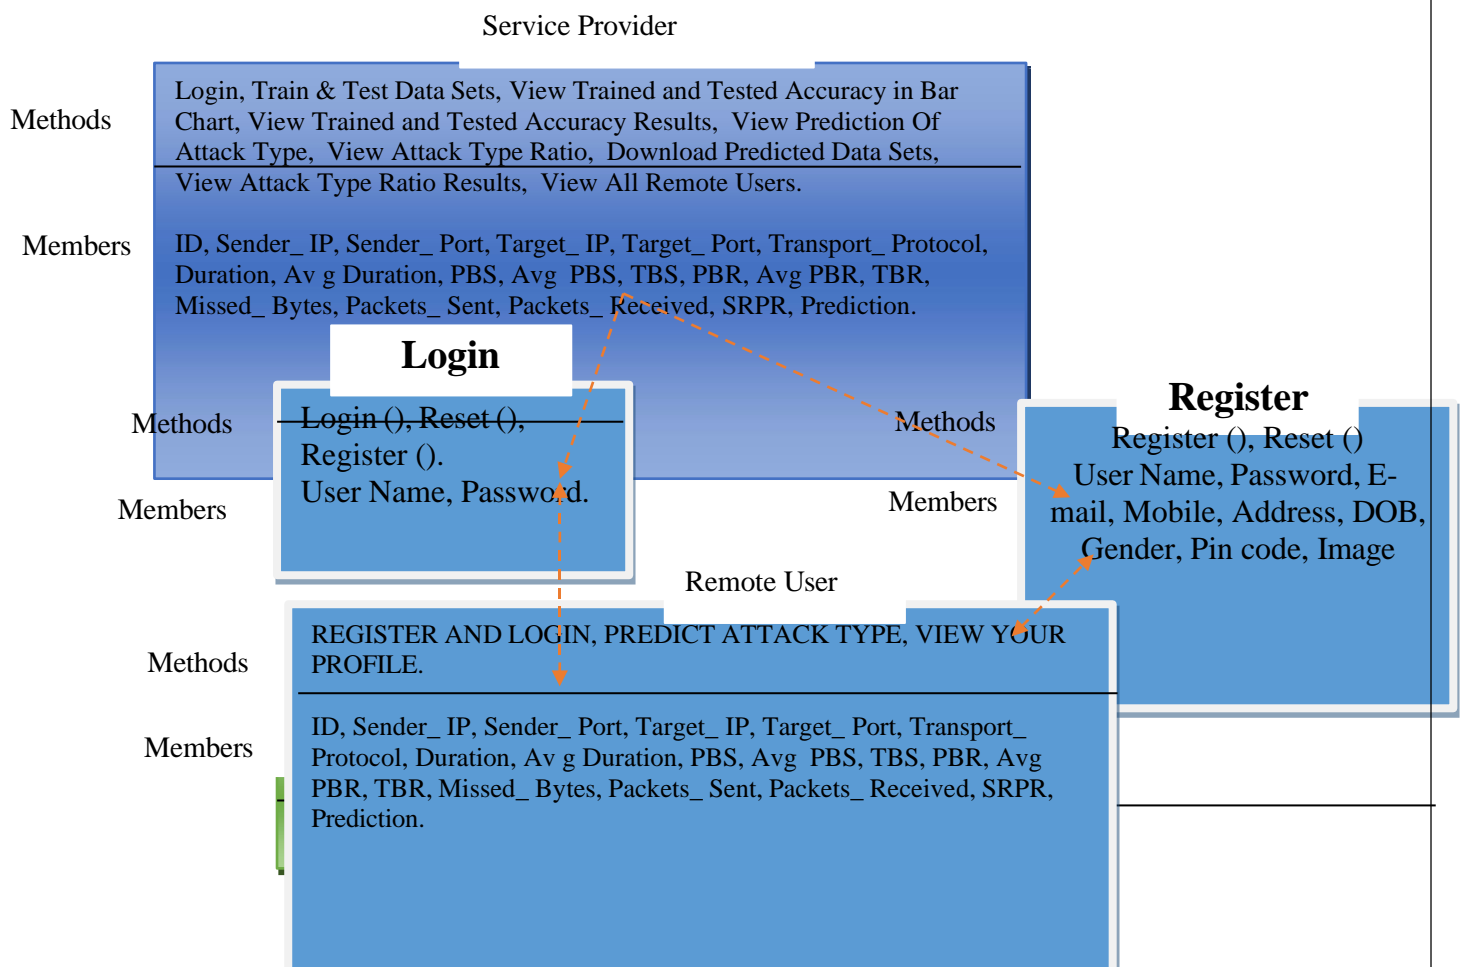 Service Provider
Methods
Login, Train & Test Data Sets, View Trained and Tested Accuracy in Bar
Chart, View Trained and Tested Accuracy Results,  View Prediction Of
Attack Type,  View Attack Type Ratio,  Download Predicted Data Sets,
View Attack Type Ratio Results,  View All Remote Users.
Members
ID, Sender_ IP, Sender_ Port, Target_ IP, Target_ Port, Transport_ Protocol,
Duration, Av g Duration, PBS, Avg  PBS, TBS, PBR, Avg PBR, TBR,
Missed_ Bytes, Packets_ Sent, Packets_ Received, SRPR, Prediction.
Login
Methods
Login (), Reset (),
Register ().
Members
User Name, Password.
Register
Methods
Register (), Reset ()
Members
User Name, Password, E-
mail, Mobile, Address, DOB,
Gender, Pin code, Image
Remote User
Methods
REGISTER AND LOGIN, PREDICT ATTACK TYPE, VIEW YOUR
PROFILE.
Members
ID, Sender_ IP, Sender_ Port, Target_ IP, Target_ Port, Transport_
Protocol, Duration, Av g Duration, PBS, Avg  PBS, TBS, PBR, Avg
PBR, TBR, Missed_ Bytes, Packets_ Sent, Packets_ Received, SRPR,
Prediction.